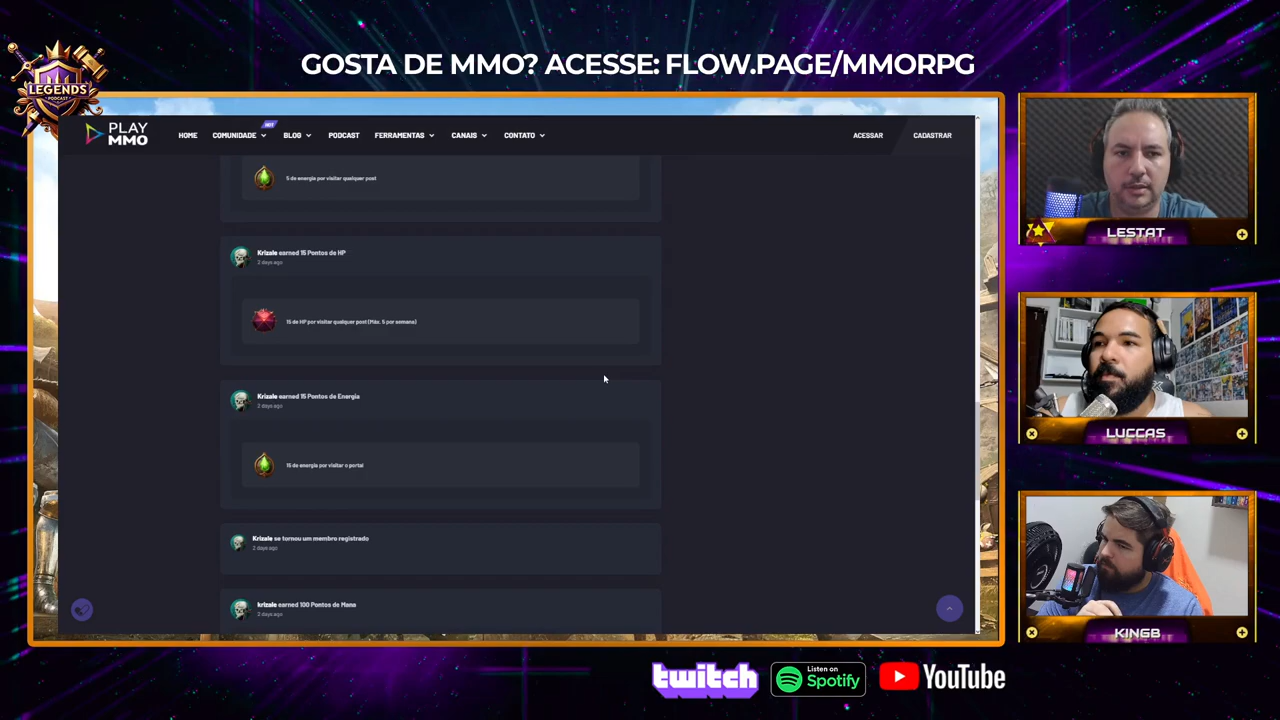 GOSTA DE MMO? ACESSE: FLOW.PAGE/MMORPG
LEGENDS
PODCAST
PLAY
MMO
HOME
COMUNIDADE
HOT
BLOG
PODCAST
FERRAMENTAS
CANAIS
CONTATO
ACESSAR
CADASTRAR
5 de energia por visitar qualquer post
Krizale earned 15 Pontos de HP
2 days ago
15 de HP por visitar qualquer post (Máx. 5 por semana)
Krizale earned 15 Pontos de Energia
2 days ago
15 de energia por visitar o portal
Krizale se tornou um membro registrado
2 days ago
krizale earned 100 Pontos de Mana
2 days ago
LESTAT
LUCCAS
KINGB
twitch
Listen on
Spotify
YouTube